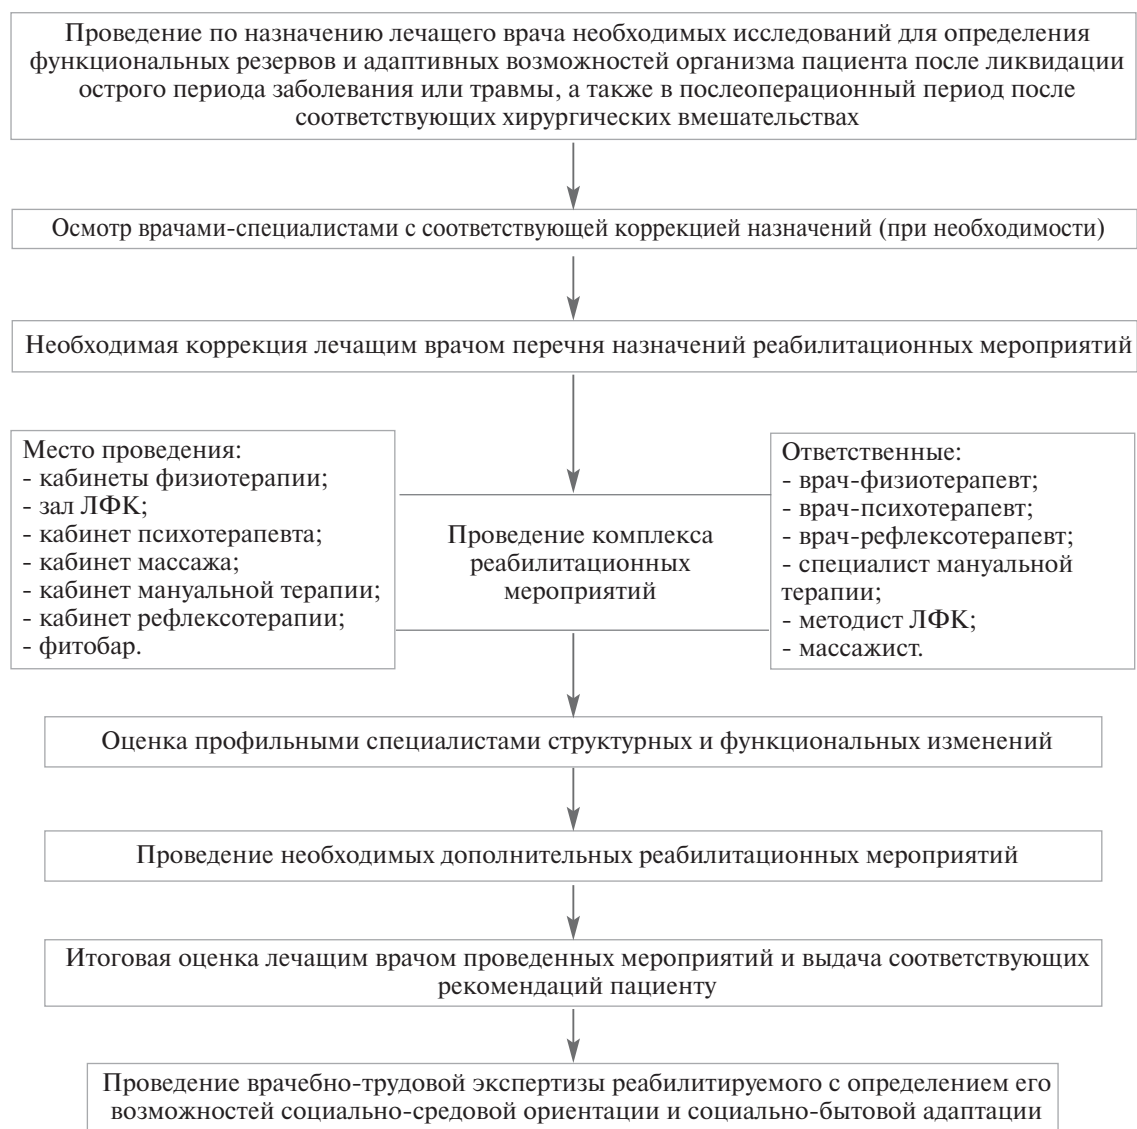 Проведение по назначению лечащего врача необходимых исследований для определения
функциональных резервов и адаптивных возможностей организма пациента после ликвидации
острого периода заболевания или травмы, а также в послеоперационный период после
соответствующих хирургических вмешательствах
Осмотр врачами-специалистами с соответствующей коррекцией назначений (при необходимости)
Необходимая коррекция лечащим врачом перечня назначений реабилитационных мероприятий
Место проведения:
- кабинеты физиотерапии;
- зал ЛФК;
- кабинет психотерапевта;
- кабинет массажа;
- кабинет мануальной терапии;
- кабинет рефлексотерапии;
- фитобар.
Проведение комплекса
реабилитационных
мероприятий
Ответственные:
- врач-физиотерапевт;
- врач-психотерапевт;
- врач-рефлексотерапевт;
- специалист мануальной
терапии;
- методист ЛФК;
- массажист.
Оценка профильными специалистами структурных и функциональных изменений
Проведение необходимых дополнительных реабилитационных мероприятий
Итоговая оценка лечащим врачом проведенных мероприятий и выдача соответствующих
рекомендаций пациенту
Проведение врачебно-трудовой экспертизы реабилитируемого с определением его
возможностей социально-средовой ориентации и социально-бытовой адаптации